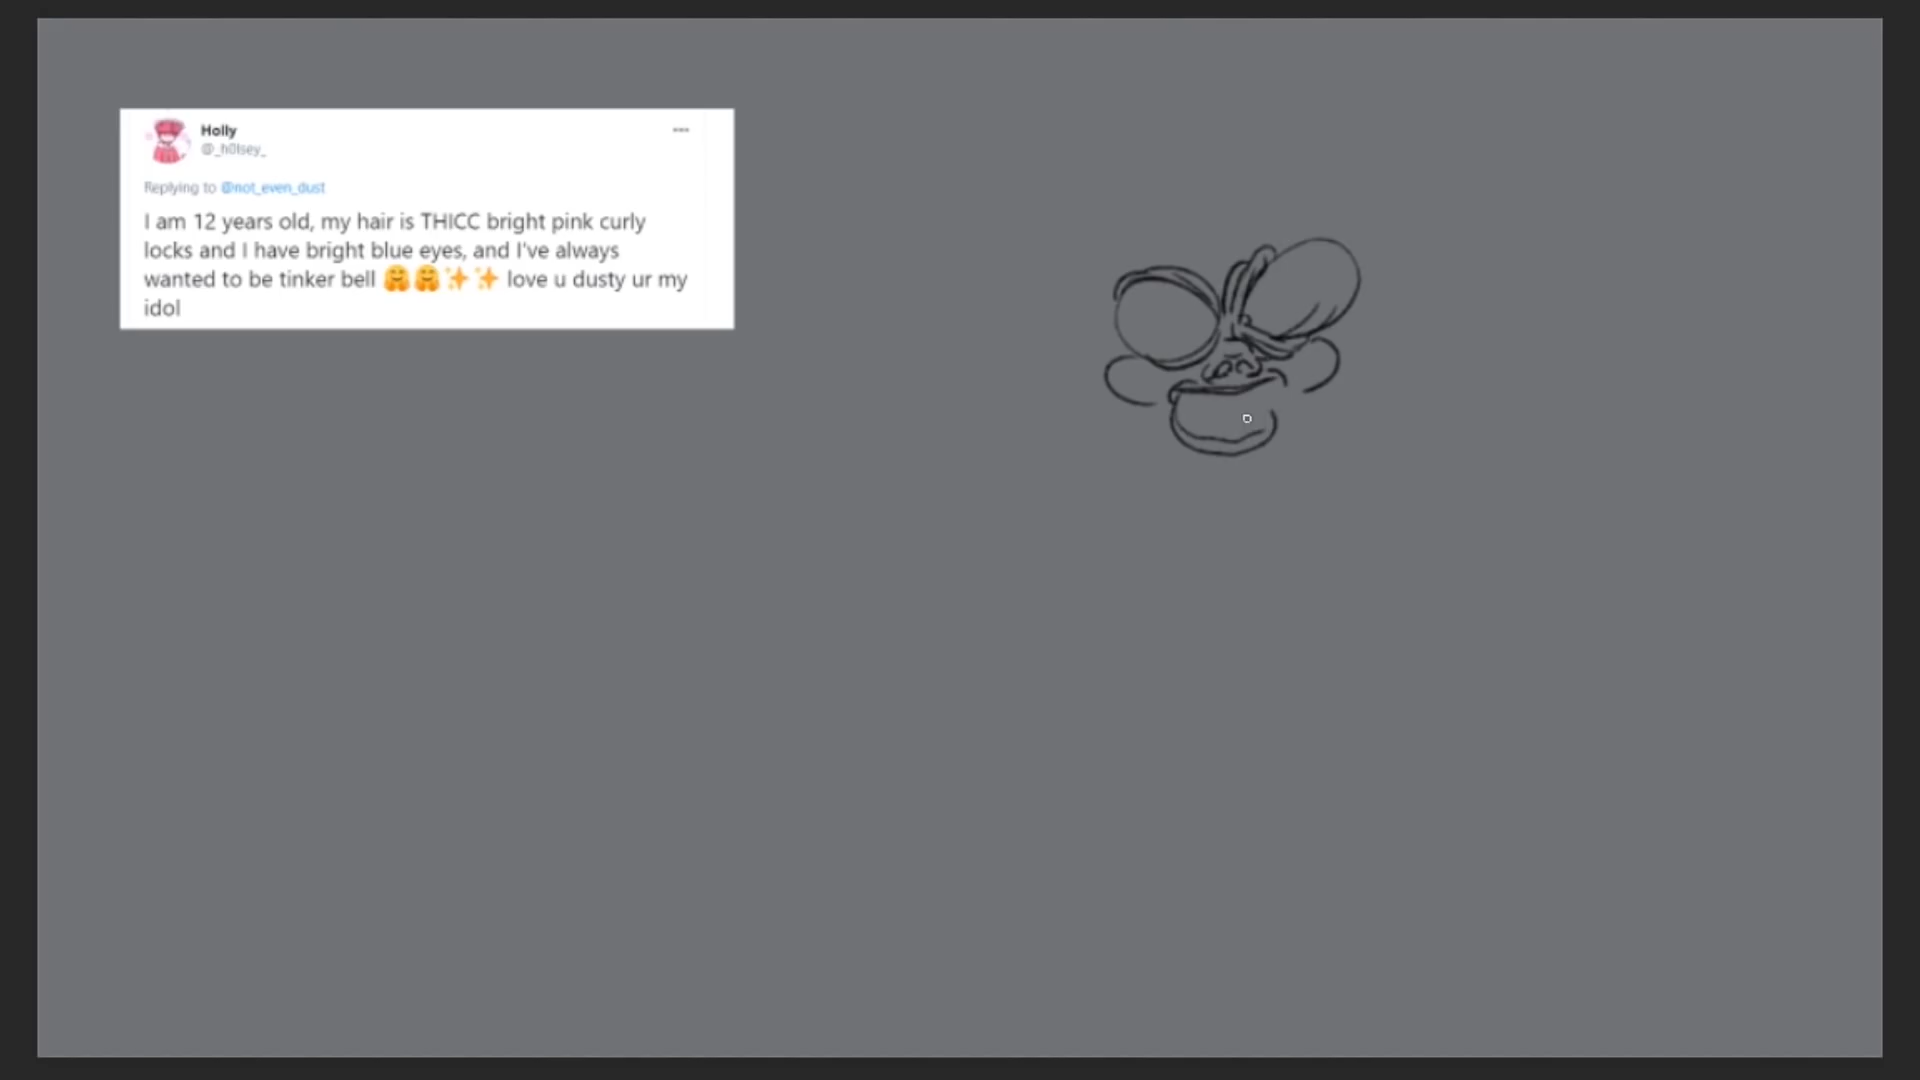 Holly
@_h0lsey_
Replying to @not_even_dust
I am 12 years old, my hair is THICC bright pink curly
locks and I have bright blue eyes, and I've always
wanted to be tinker bell 🤗🤗✨✨ love u dusty ur my
idol